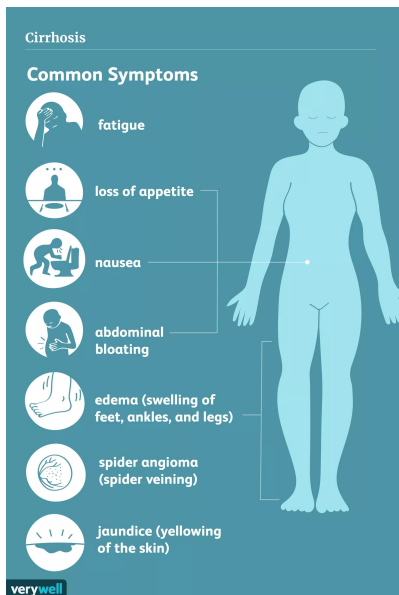 Cirrhosis
Common Symptoms
fatigue
loss of appetite
nausea
abdominal
bloating
edema (swelling of
feet, ankles, and legs)
spider angioma
(spider veining)
jaundice (yellowing
of the skin)
verywell